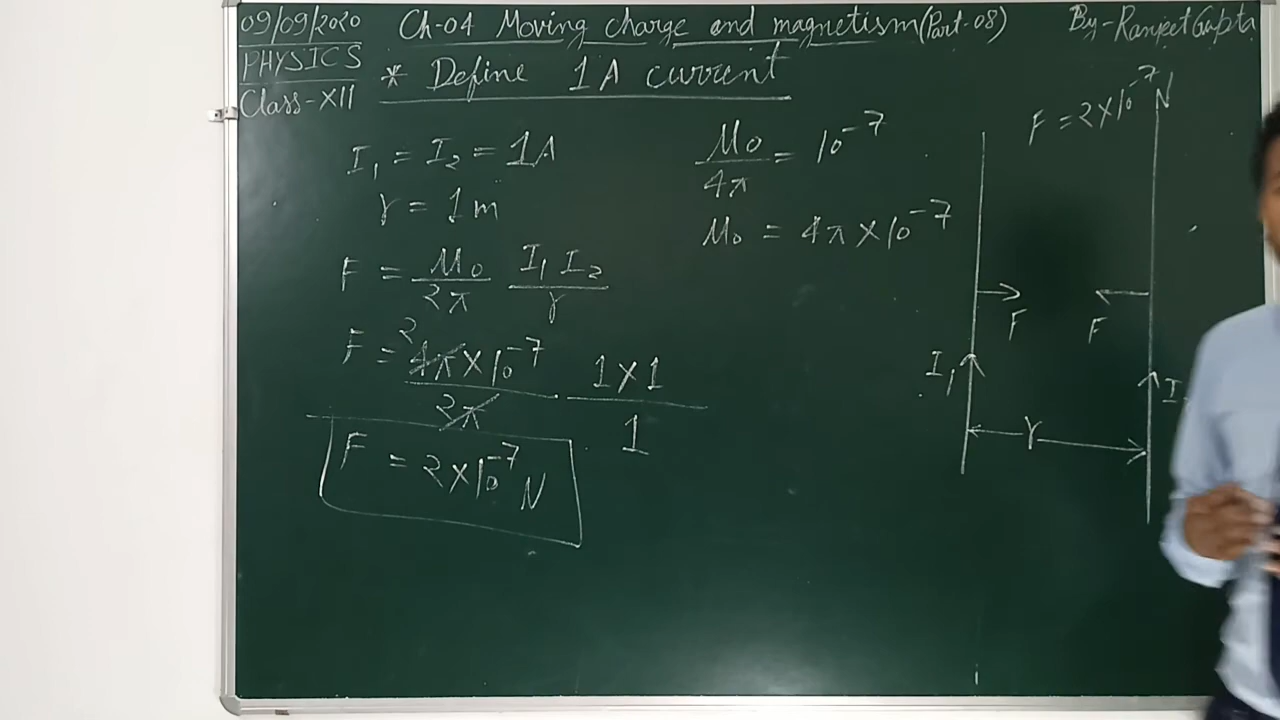 09/09/2020
Ch-04 Moving charge and magnetism (Part-08)
By-Ranjeet Gupta
PHYSICS
Class-XII
* Define 1A current
I₁ = I₂ = 1A
r = 1m
F = μ₀/2π I₁ I₂/r
F = 4π×10⁻⁷/2π 1×1/1
2
F = 2×10⁻⁷ N
μ₀/4π = 10⁻⁷
μ₀ = 4π×10⁻⁷
F = 2×10⁻⁷ N
F
F
I₁
I
r